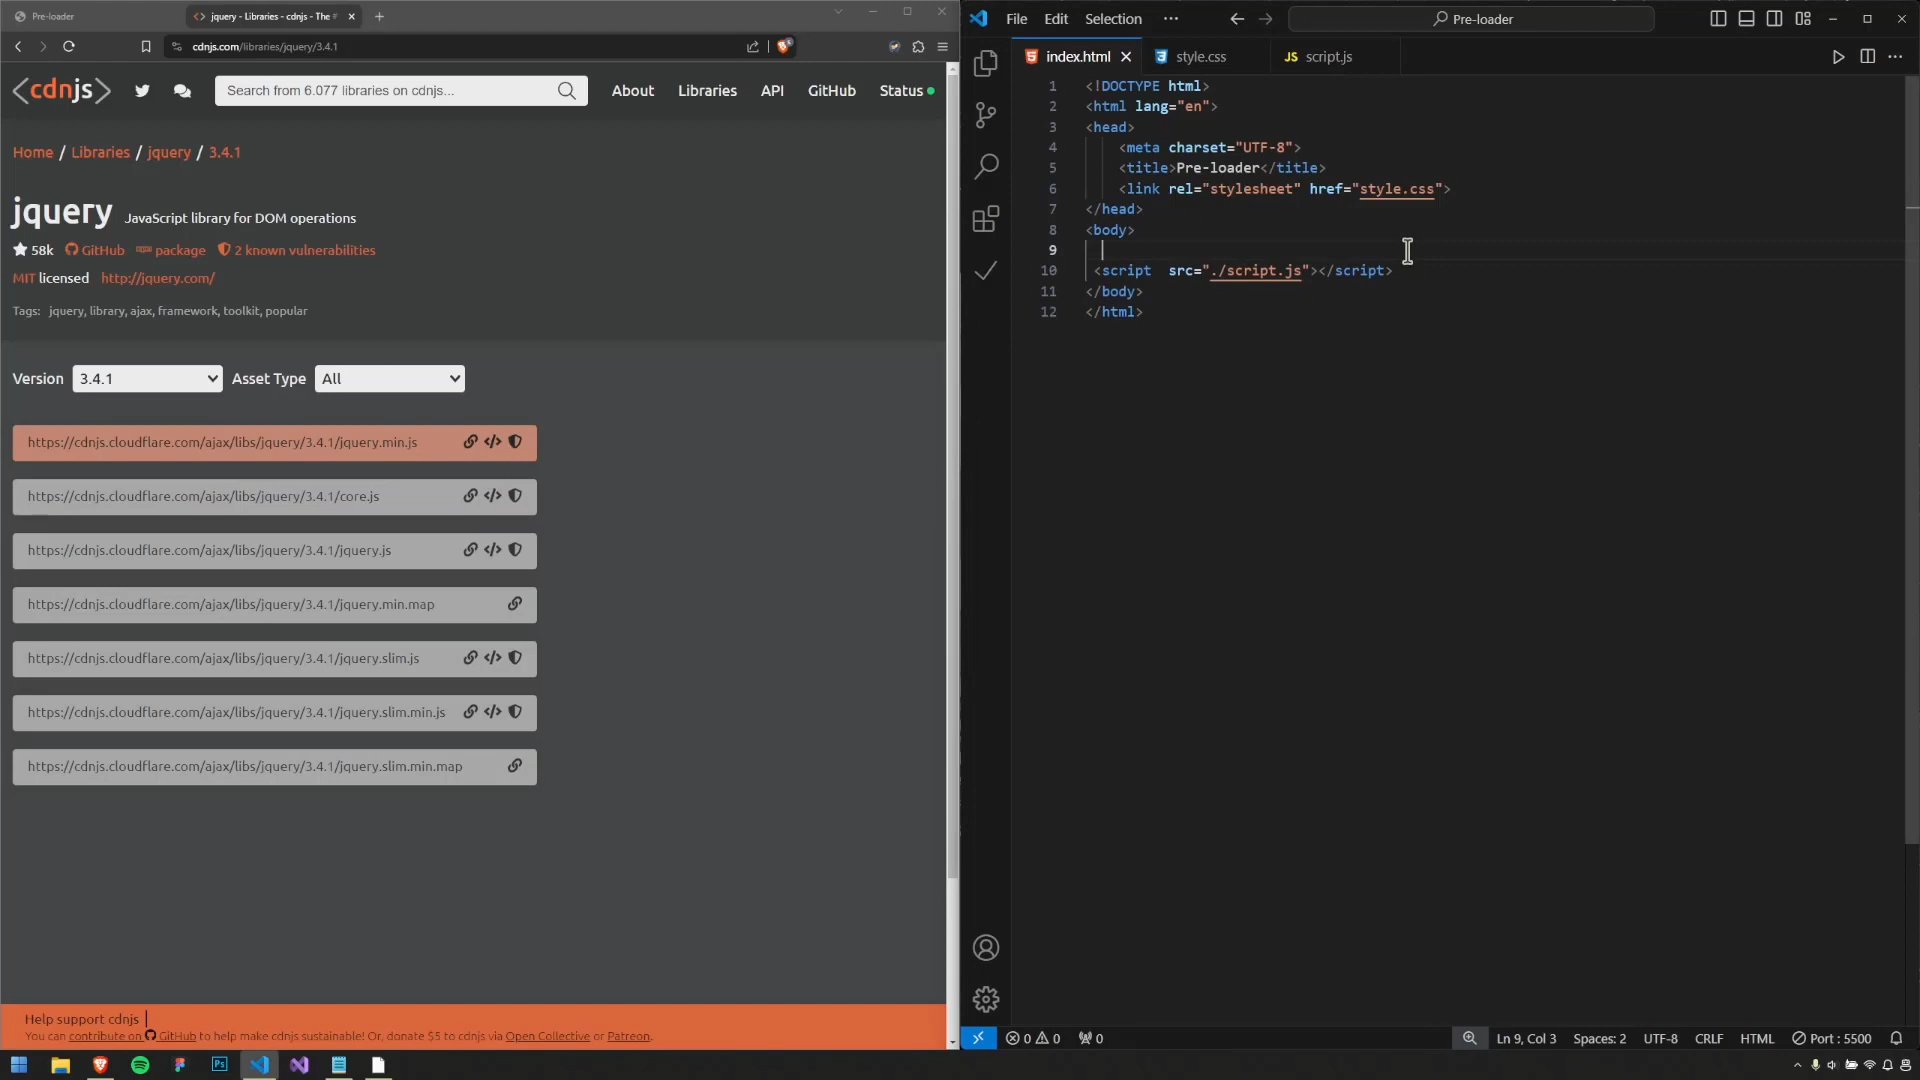 Pre-loader
jquery - Libraries - cdnjs - The #
cdnjs.com/libraries/jquery/3.4.1
<cdnjs>
Search from 6.077 libraries on cdnjs...
About
Libraries
API
GitHub
Status
Home / Libraries / jquery / 3.4.1
jquery JavaScript library for DOM operations
58k GitHub package 2 known vulnerabilities
MIT licensed http://jquery.com/
Tags: jquery, library, ajax, framework, toolkit, popular
Version 3.4.1 Asset Type All
https://cdnjs.cloudflare.com/ajax/libs/jquery/3.4.1/jquery.min.js
https://cdnjs.cloudflare.com/ajax/libs/jquery/3.4.1/core.js
https://cdnjs.cloudflare.com/ajax/libs/jquery/3.4.1/jquery.js
https://cdnjs.cloudflare.com/ajax/libs/jquery/3.4.1/jquery.min.map
https://cdnjs.cloudflare.com/ajax/libs/jquery/3.4.1/jquery.slim.js
https://cdnjs.cloudflare.com/ajax/libs/jquery/3.4.1/jquery.slim.min.js
https://cdnjs.cloudflare.com/ajax/libs/jquery/3.4.1/jquery.slim.min.map
Help support cdnjs
You can contribute on GitHub to help make cdnjs sustainable! Or, donate $5 to cdnjs via Open Collective or Patreon.
File Edit Selection ···
Pre-loader
index.html
style.css
JS script.js
1 <!DOCTYPE html>
2 <html lang="en">
3 <head>
4 <meta charset="UTF-8">
5 <title>Pre-loader</title>
6 <link rel="stylesheet" href="style.css">
7 </head>
8 <body>
9
10 <script src="./script.js"></script>
11 </body>
12 </html>
0 0 0
Ln 9, Col 3
Spaces: 2
UTF-8
CRLF
HTML
Port : 5500
Ps